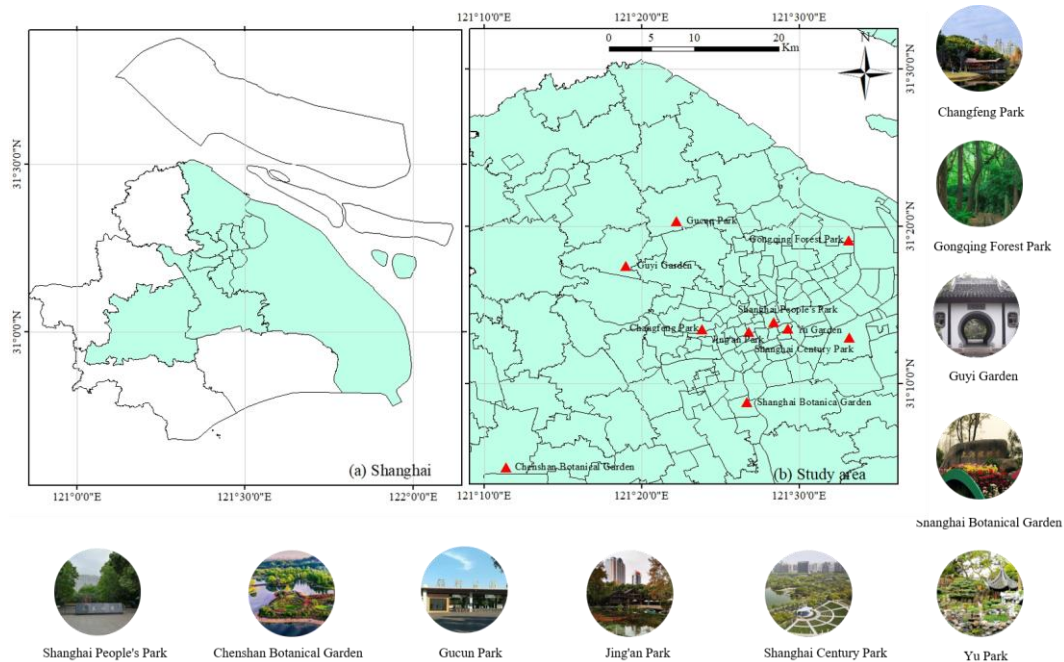 121°10'0"E
121°20'0"E
121°30'0"E
0
5
10
20
Km
N
31°30'0"N
31°0'0"N
31°30'0"N
31°20'0"N
31°10'0"N
Gucun Park
Gongqing Forest Park
Guyi Garden
Shanghai People's Park
Changfeng Park
Yu Garden
Jing'an Park
Shanghai Century Park
Shanghai Botanica Garden
Chenshan Botanical Garden
(a) Shanghai
(b) Study area
121°0'0"E
121°30'0"E
122°0'0"E
121°10'0"E
121°20'0"E
121°30'0"E
Changfeng Park
Gongqing Forest Park
Guyi Garden
Shanghai Botanical Garden
Shanghai People's Park
Chenshan Botanical Garden
Gucun Park
Jing'an Park
Shanghai Century Park
Yu Park